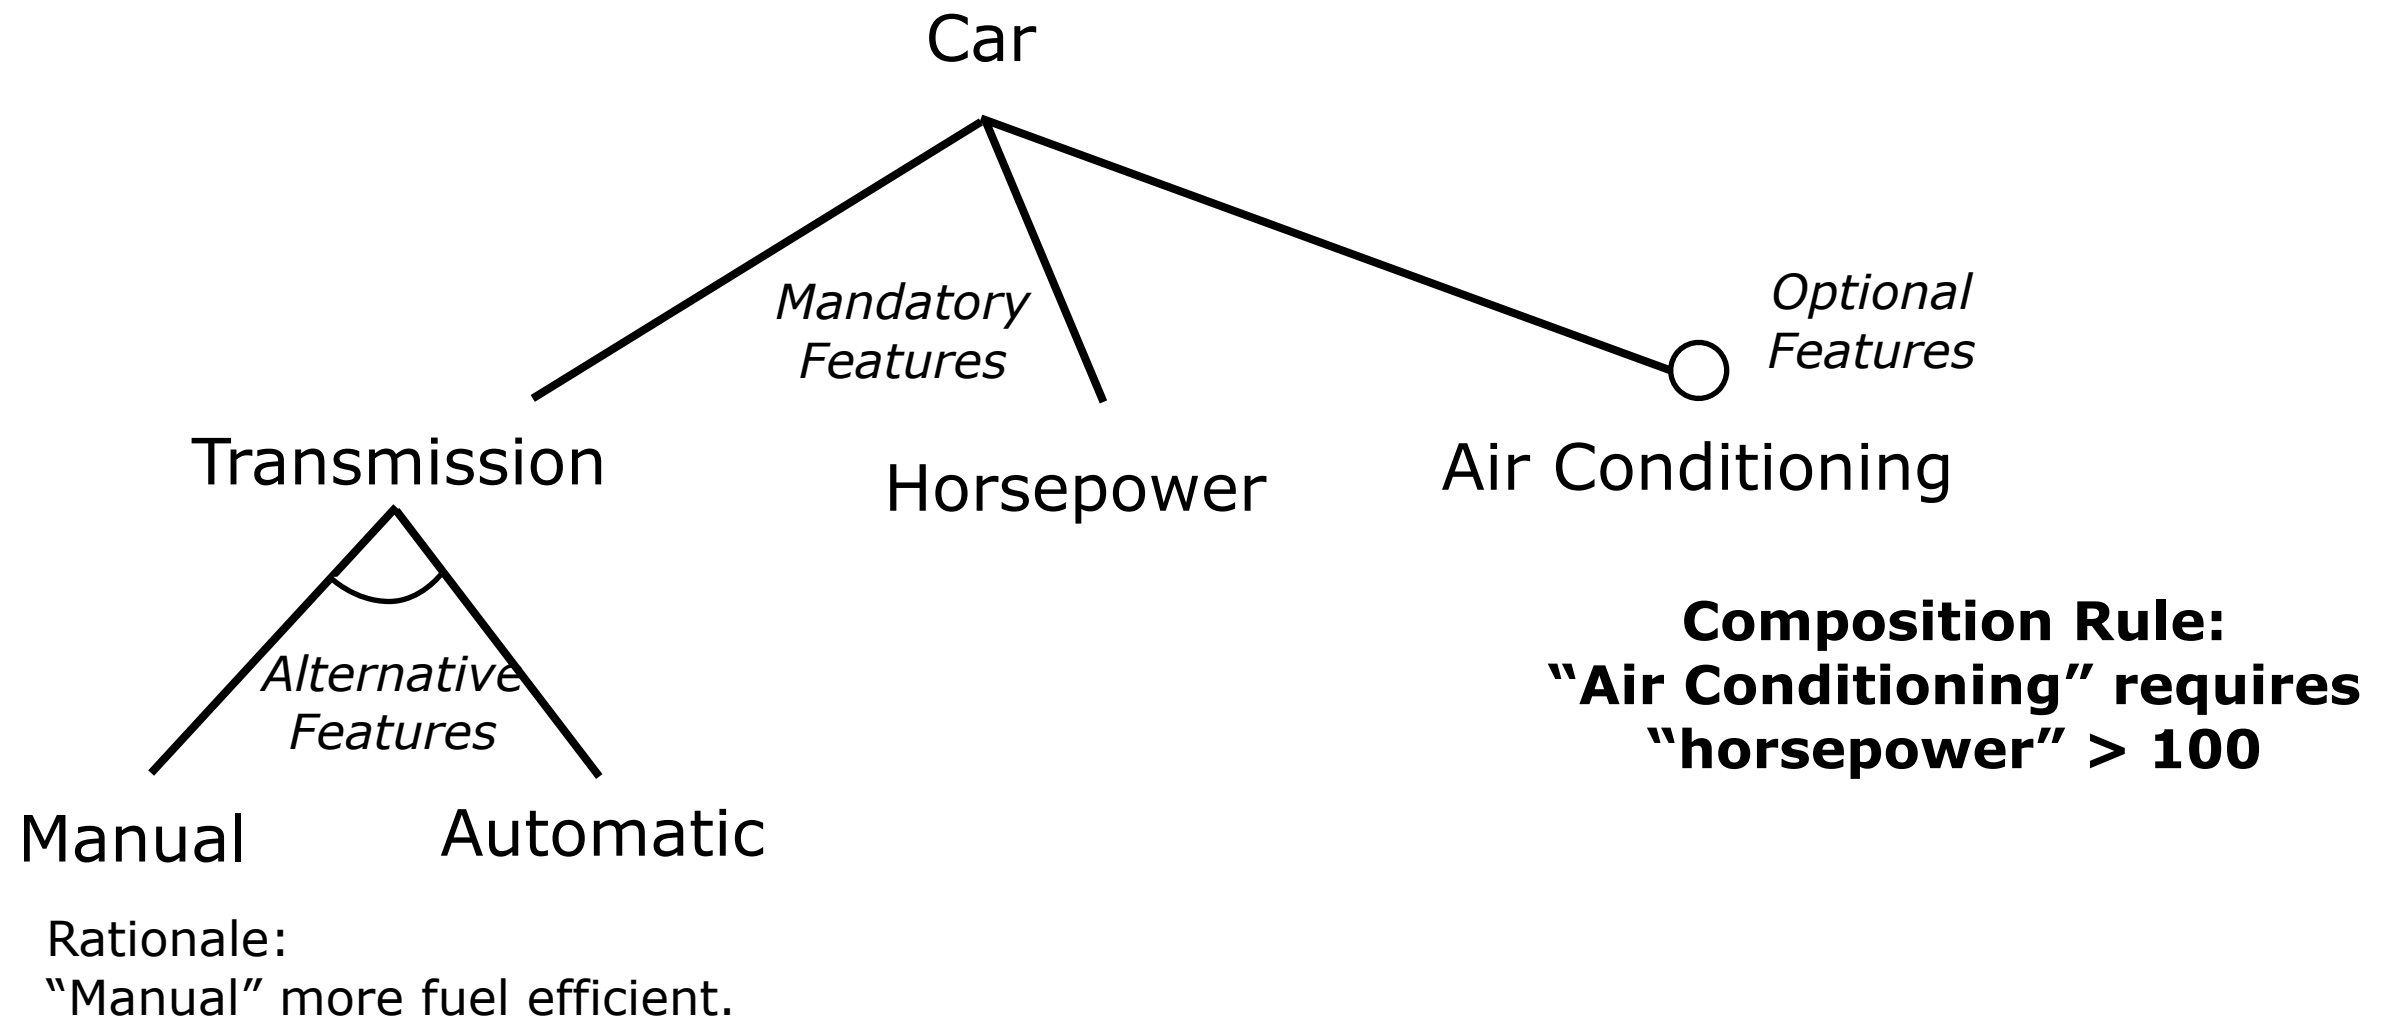 Car
Mandatory
Features
Optional
Features
Transmission
Horsepower
Air Conditioning
Alternative
Features
Composition Rule:
“Air Conditioning” requires
“horsepower” > 100
Manual
Automatic
Rationale:
“Manual” more fuel efficient.